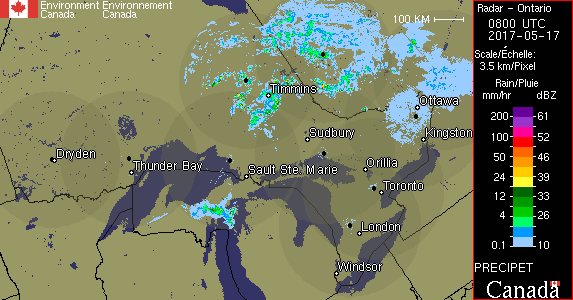 Environment Environnement
Canada Canada
100 KM
Timmins
Ottawa
Sudbury
Kingston
Dryden
Thunder Bay
Sault Ste. Marie
Orillia
Toronto
London
Windsor
Radar - Ontario
0800 UTC
2017-05-17
Scale/Échelle:
3.5 km/Pixel
Rain/Pluie
mm/hr dBZ
200 61
100 52
50 46
24 39
12 33
4 26
0.1 10
PRECIPET
Canada